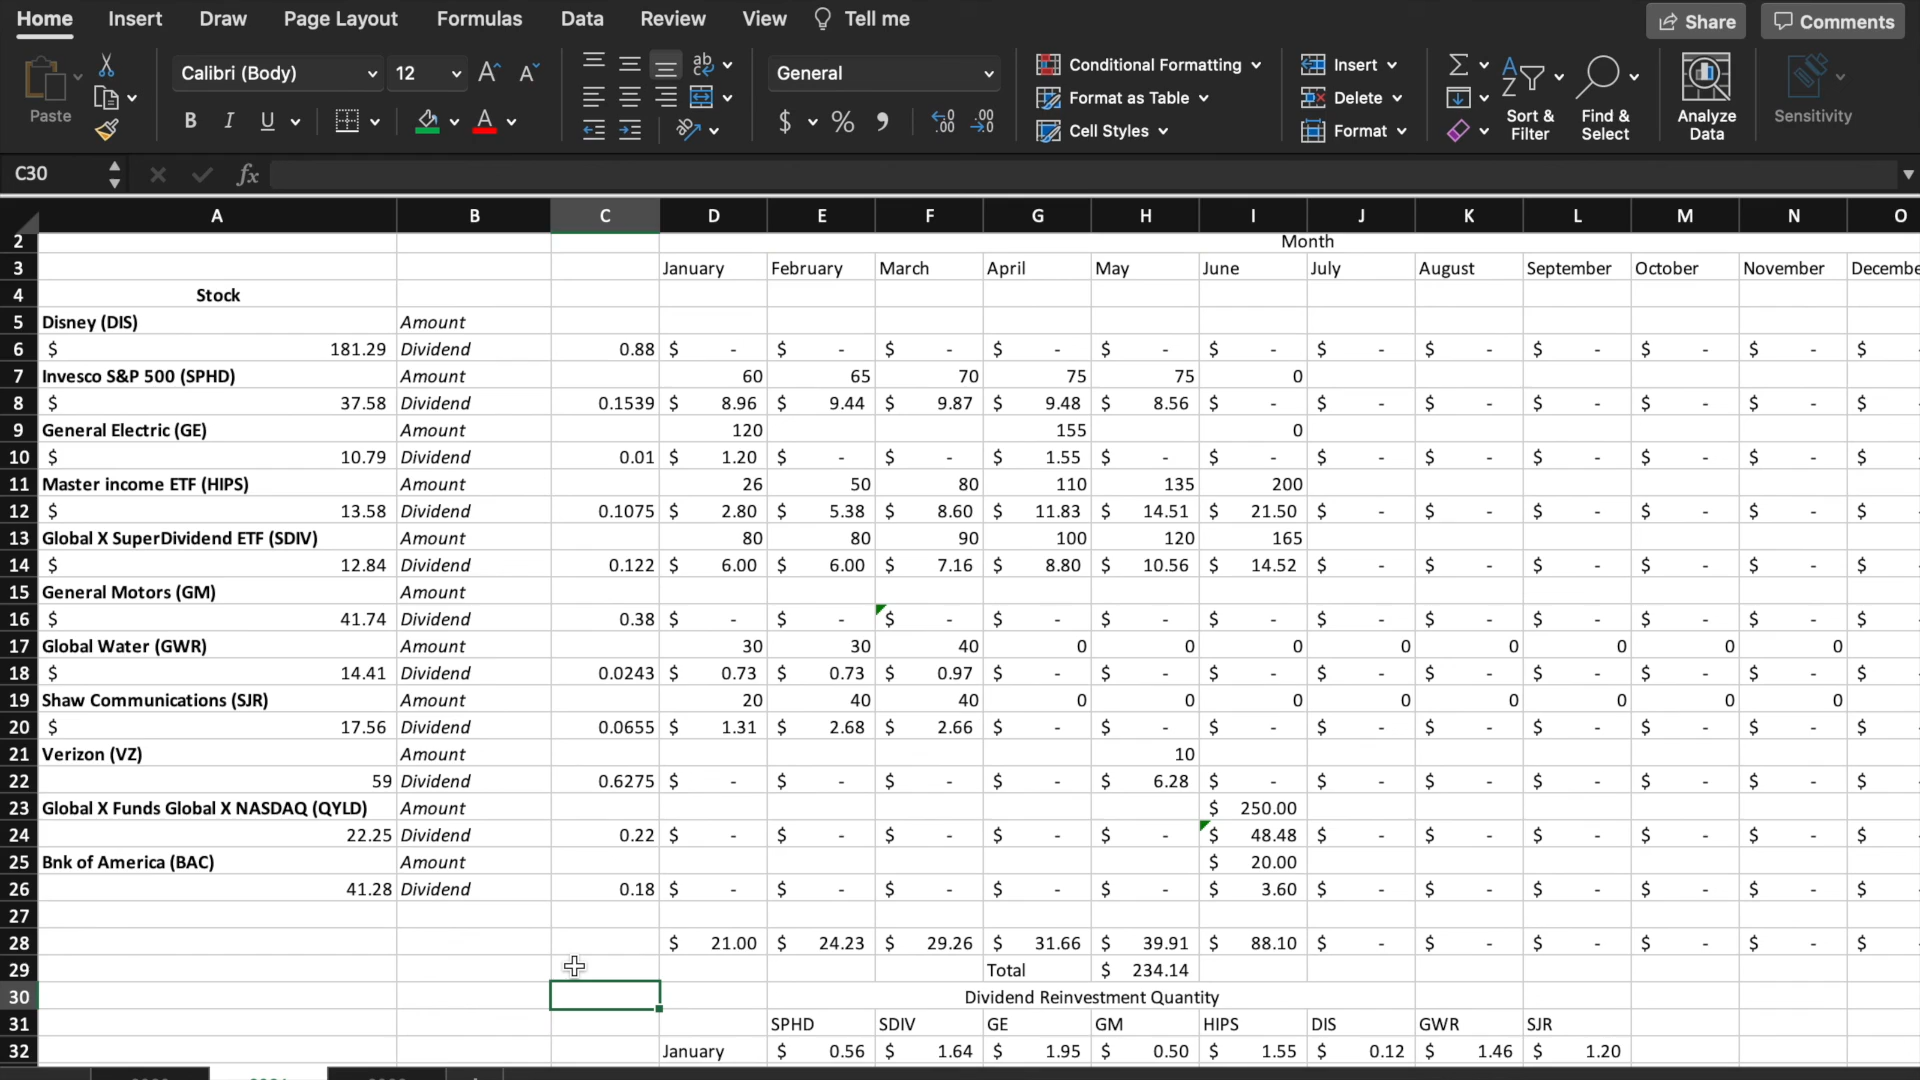 Home Insert Draw Page Layout Formulas Data Review View Tell me Share Comments
Paste Calibri (Body) 12 General Conditional Formatting Format as Table Cell Styles Insert Delete Format Sort & Filter Find & Select Analyze Data Sensitivity
C30 fx
A B C D E F G H I J K L M N O
2 Month
3 January February March April May June July August September October November Decembe
4 Stock
5 Disney (DIS) Amount
6 $ 181.29 Dividend 0.88 $ - $ - $ - $ - $ - $ - $ - $ - $ - $ - $ - $
7 Invesco S&P 500 (SPHD) Amount 60 65 70 75 75 0
8 $ 37.58 Dividend 0.1539 $ 8.96 $ 9.44 $ 9.87 $ 9.48 $ 8.56 $ - $ - $ - $ - $ - $ - $
9 General Electric (GE) Amount 120 155 0
10 $ 10.79 Dividend 0.01 $ 1.20 $ - $ - $ 1.55 $ - $ - $ - $ - $ - $ - $ - $
11 Master income ETF (HIPS) Amount 26 50 80 110 135 200
12 $ 13.58 Dividend 0.1075 $ 2.80 $ 5.38 $ 8.60 $ 11.83 $ 14.51 $ 21.50 $ - $ - $ - $ - $ - $
13 Global X SuperDividend ETF (SDIV) Amount 80 80 90 100 120 165
14 $ 12.84 Dividend 0.122 $ 6.00 $ 6.00 $ 7.16 $ 8.80 $ 10.56 $ 14.52 $ - $ - $ - $ - $ - $
15 General Motors (GM) Amount
16 $ 41.74 Dividend 0.38 $ - $ - $ - $ - $ - $ - $ - $ - $ - $ - $ - $
17 Global Water (GWR) Amount 30 30 40 0 0 0 0 0 0 0 0
18 $ 14.41 Dividend 0.0243 $ 0.73 $ 0.73 $ 0.97 $ - $ - $ - $ - $ - $ - $ - $ - $
19 Shaw Communications (SJR) Amount 20 40 40 0 0 0 0 0 0 0 0
20 $ 17.56 Dividend 0.0655 $ 1.31 $ 2.68 $ 2.66 $ - $ - $ - $ - $ - $ - $ - $ - $
21 Verizon (VZ) Amount 10
22 59 Dividend 0.6275 $ - $ - $ - $ - $ 6.28 $ - $ - $ - $ - $ - $ - $
23 Global X Funds Global X NASDAQ (QYLD) Amount $ 250.00
24 22.25 Dividend 0.22 $ - $ - $ - $ - $ - $ 48.48 $ - $ - $ - $ - $ - $
25 Bnk of America (BAC) Amount $ 20.00
26 41.28 Dividend 0.18 $ - $ - $ - $ - $ - $ 3.60 $ - $ - $ - $ - $ - $
27
28 $ 21.00 $ 24.23 $ 29.26 $ 31.66 $ 39.91 $ 88.10 $ - $ - $ - $ - $ - $
29 Total $ 234.14
30 Dividend Reinvestment Quantity
31 SPHD SDIV GE GM HIPS DIS GWR SJR
32 January $ 0.56 $ 1.64 $ 1.95 $ 0.50 $ 1.55 $ 0.12 $ 1.46 $ 1.20